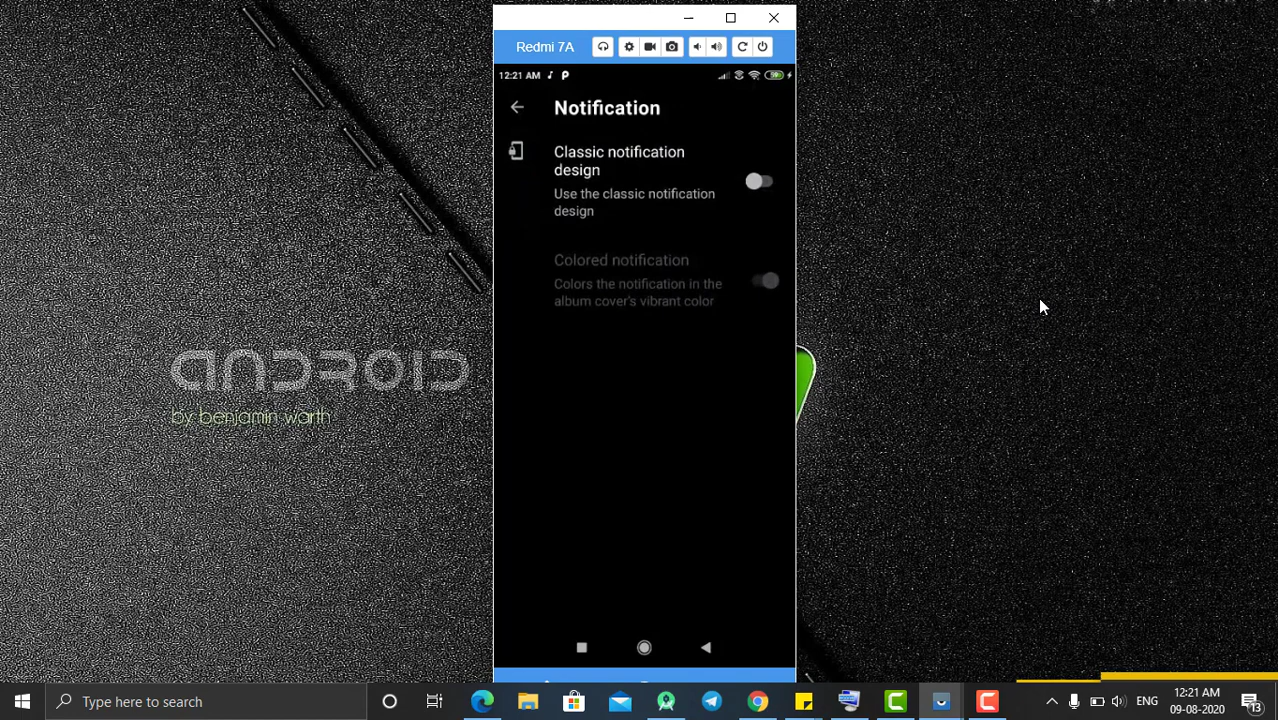 Redmi 7A
12:21 AM
59
Notification
Classic notification
design
Use the classic notification
design
Colored notification
Colors the notification in the
album cover's vibrant color
ANDROID
by benjamin warth
Type here to search
ENG
12:21 AM
09-08-2020
13